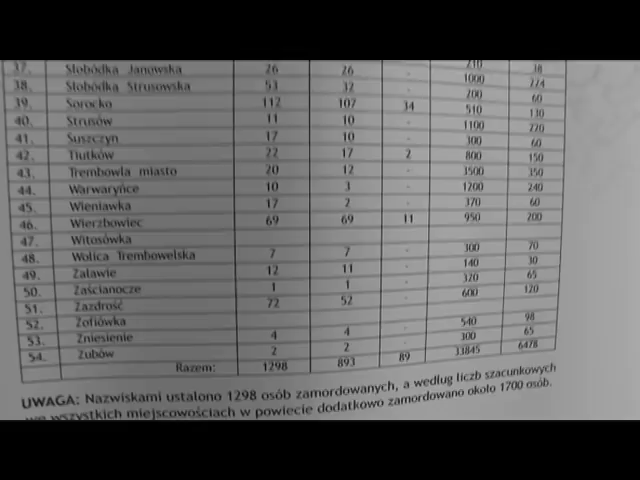 37. Słobódka Janowska 26 26 - 210 38
38. Słobódka Strusowska 53 32 - 1000 224
39. Sorocko 112 107 34 200 60
40. Strusów 11 10 - 510 130
41. Suszczyn 17 10 - 1100 220
42. Tiutków 22 17 2 300 60
43. Trembowla miasto 20 12 - 800 150
44. Warwaryńce 10 3 - 3500 350
45. Wieniawka 17 2 - 1200 240
46. Wierzbowiec 69 69 11 370 60
47. Witosówka 950 200
48. Wolica Trembowelska 7 7 - 300 70
49. Załawie 12 11 - 140 30
50. Zaścianocze 1 1 - 320 65
51. Zazdrość 72 52 - 600 120
52. Zofiówka -
53. Zniesienie 4 4 - 540 98
54. Zubów 2 2 - 300 65
Razem: 1298 893 89 33845 6478
UWAGA: Nazwiskami ustalono 1298 osób zamordowanych, a według liczb szacunkowych
we wszystkich miejscowościach w powiecie dodatkowo zamordowano około 1700 osób.